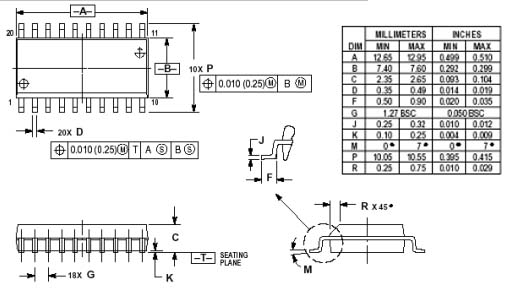 –A–
20 11
–B–
10X P
⌖ 0.010 (0.25) Ⓜ B Ⓜ
1 10
20X D
⌖ 0.010 (0.25) Ⓜ T A Ⓢ B Ⓢ
J
F
C
18X G
K
–T– SEATING PLANE
R X 45°
M
MILLIMETERS INCHES
DIM MIN MAX MIN MAX
A 12.65 12.95 0.499 0.510
B 7.40 7.60 0.292 0.299
C 2.35 2.65 0.093 0.104
D 0.35 0.49 0.014 0.019
F 0.50 0.90 0.020 0.035
G 1.27 BSC 0.050 BSC
J 0.25 0.32 0.010 0.012
K 0.10 0.25 0.004 0.009
M 0° 7° 0° 7°
P 10.05 10.55 0.395 0.415
R 0.25 0.75 0.010 0.029